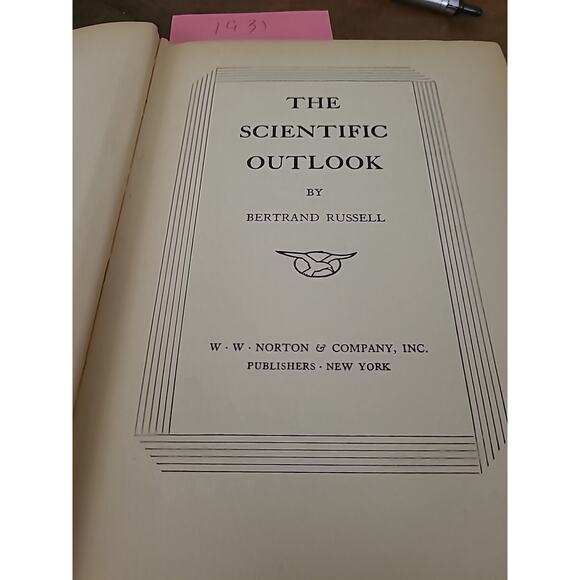 1931
THE
SCIENTIFIC
OUTLOOK
BY
BERTRAND RUSSELL
W · W · NORTON & COMPANY, INC.
PUBLISHERS · NEW YORK